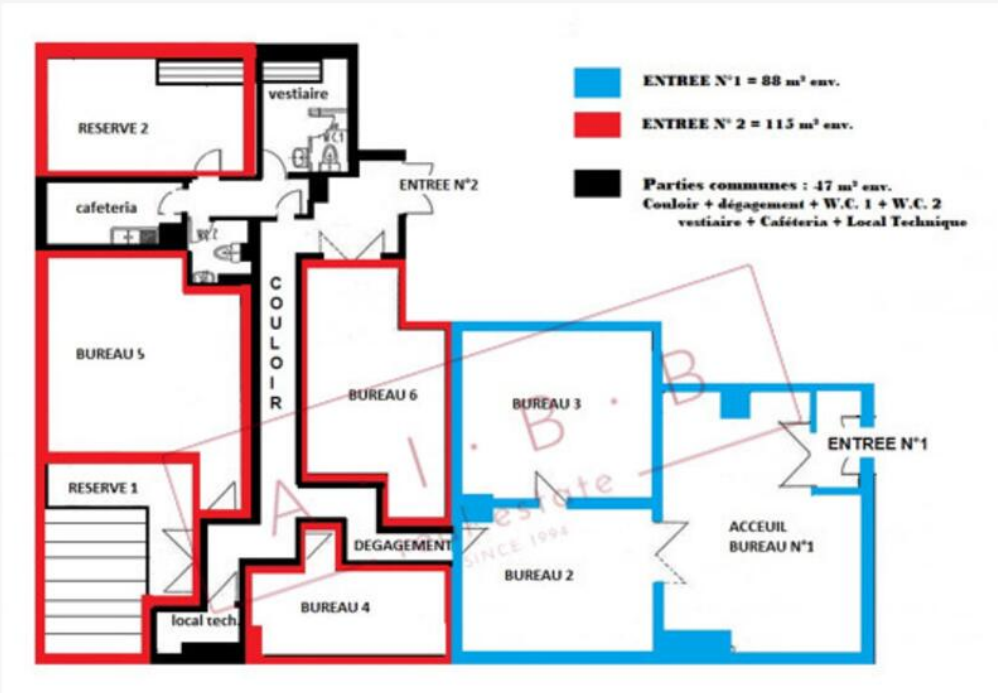 ENTREE N°1 = 88 m² env.
ENTREE N° 2 = 115 m² env.
Parties communes : 47 m² env.
Couloir + dégagement + W.C. 1 + W.C. 2
vestiaire + Caféteria + Local Technique
vestiaire
RESERVE 2
WC1
ENTREE N°2
cafeteria
COULOIR
BUREAU 5
BUREAU 6
BUREAU 3
ENTREE N°1
RESERVE 1
ACCEUIL
BUREAU N°1
DEGAGEMENT
BUREAU 2
BUREAU 4
local tech.
A I · B · B
estate
SINCE 1994